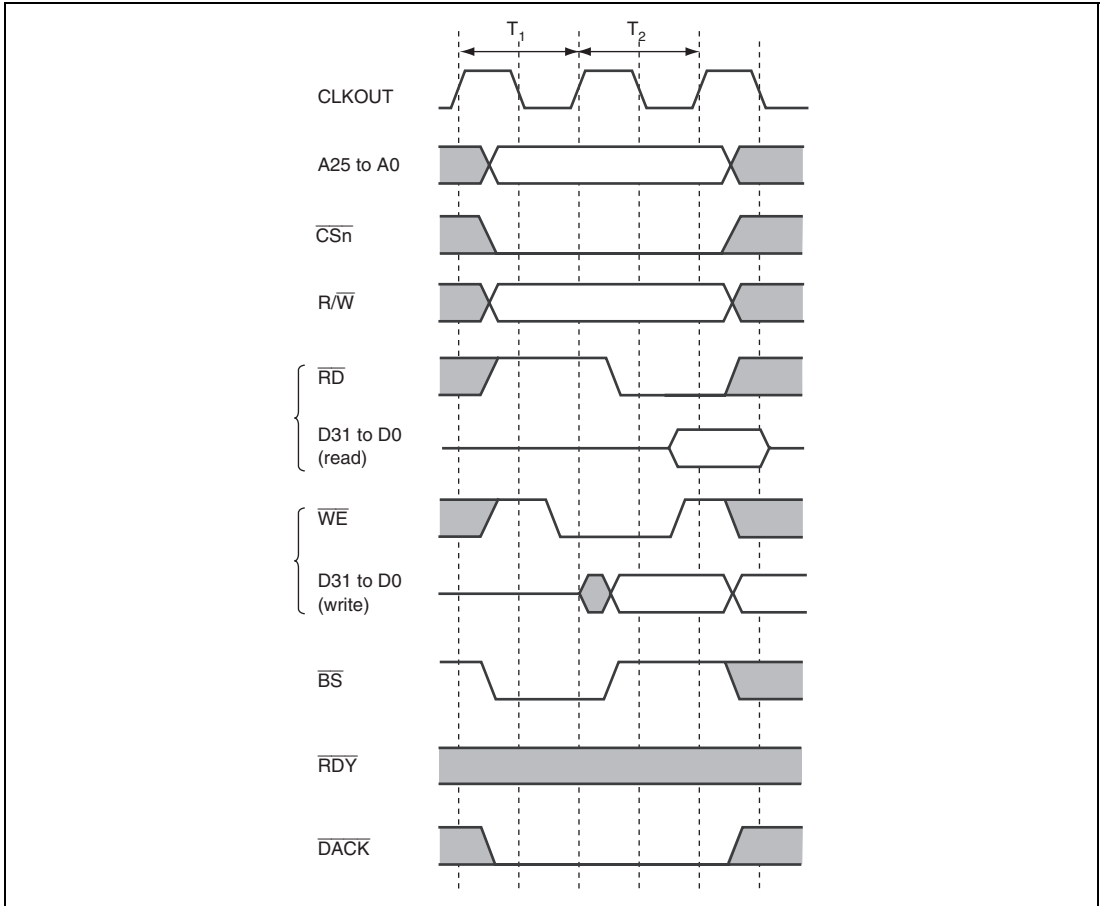 T1 T2
CLKOUT
A25 to A0
CSn
R/W
RD
D31 to D0
(read)
WE
D31 to D0
(write)
BS
RDY
DACK